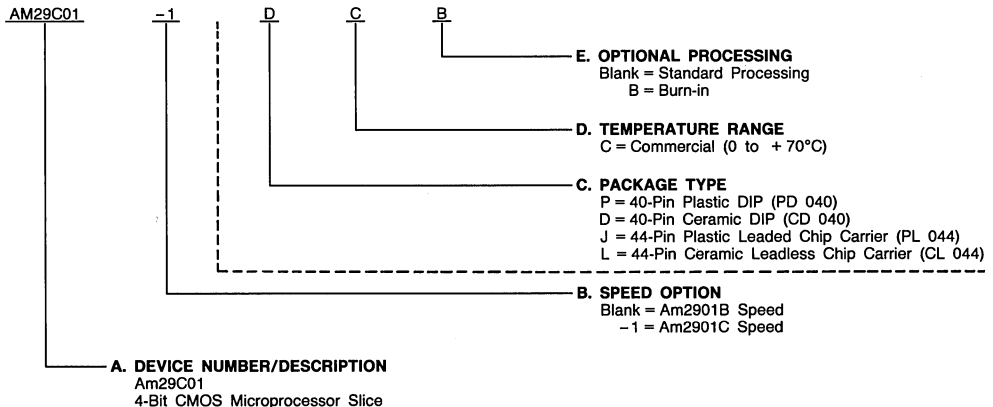 AM29C01 -1 D C B
E. OPTIONAL PROCESSING
Blank = Standard Processing
B = Burn-in
D. TEMPERATURE RANGE
C = Commercial (0 to +70°C)
C. PACKAGE TYPE
P = 40-Pin Plastic DIP (PD 040)
D = 40-Pin Ceramic DIP (CD 040)
J = 44-Pin Plastic Leaded Chip Carrier (PL 044)
L = 44-Pin Ceramic Leadless Chip Carrier (CL 044)
B. SPEED OPTION
Blank = Am2901B Speed
-1 = Am2901C Speed
A. DEVICE NUMBER/DESCRIPTION
Am29C01
4-Bit CMOS Microprocessor Slice